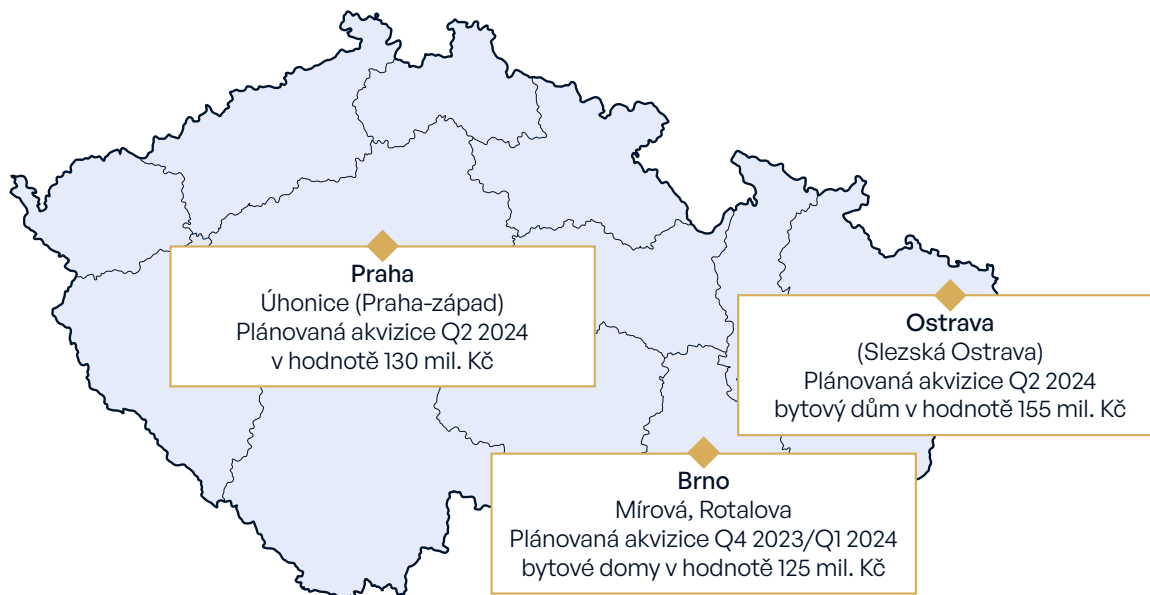 Praha
Úhonice (Praha-západ)
Plánovaná akvizice Q2 2024
v hodnotě 130 mil. Kč
Ostrava
(Slezská Ostrava)
Plánovaná akvizice Q2 2024
bytový dům v hodnotě 155 mil. Kč
Brno
Mírová, Rotalova
Plánovaná akvizice Q4 2023/Q1 2024
bytové domy v hodnotě 125 mil. Kč